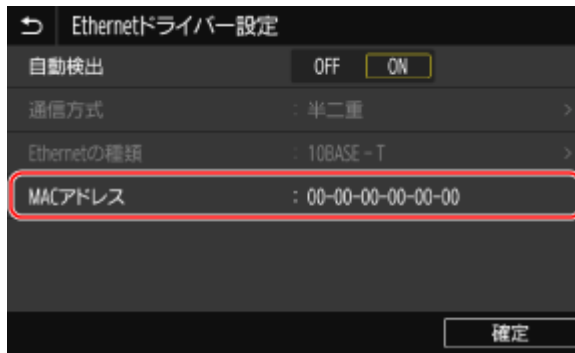 Ethernetドライバー設定
自動検出 OFF ON
通信方式 : 半二重
Ethernetの種類 : 10BASE-T
MACアドレス : 00-00-00-00-00-00
確定